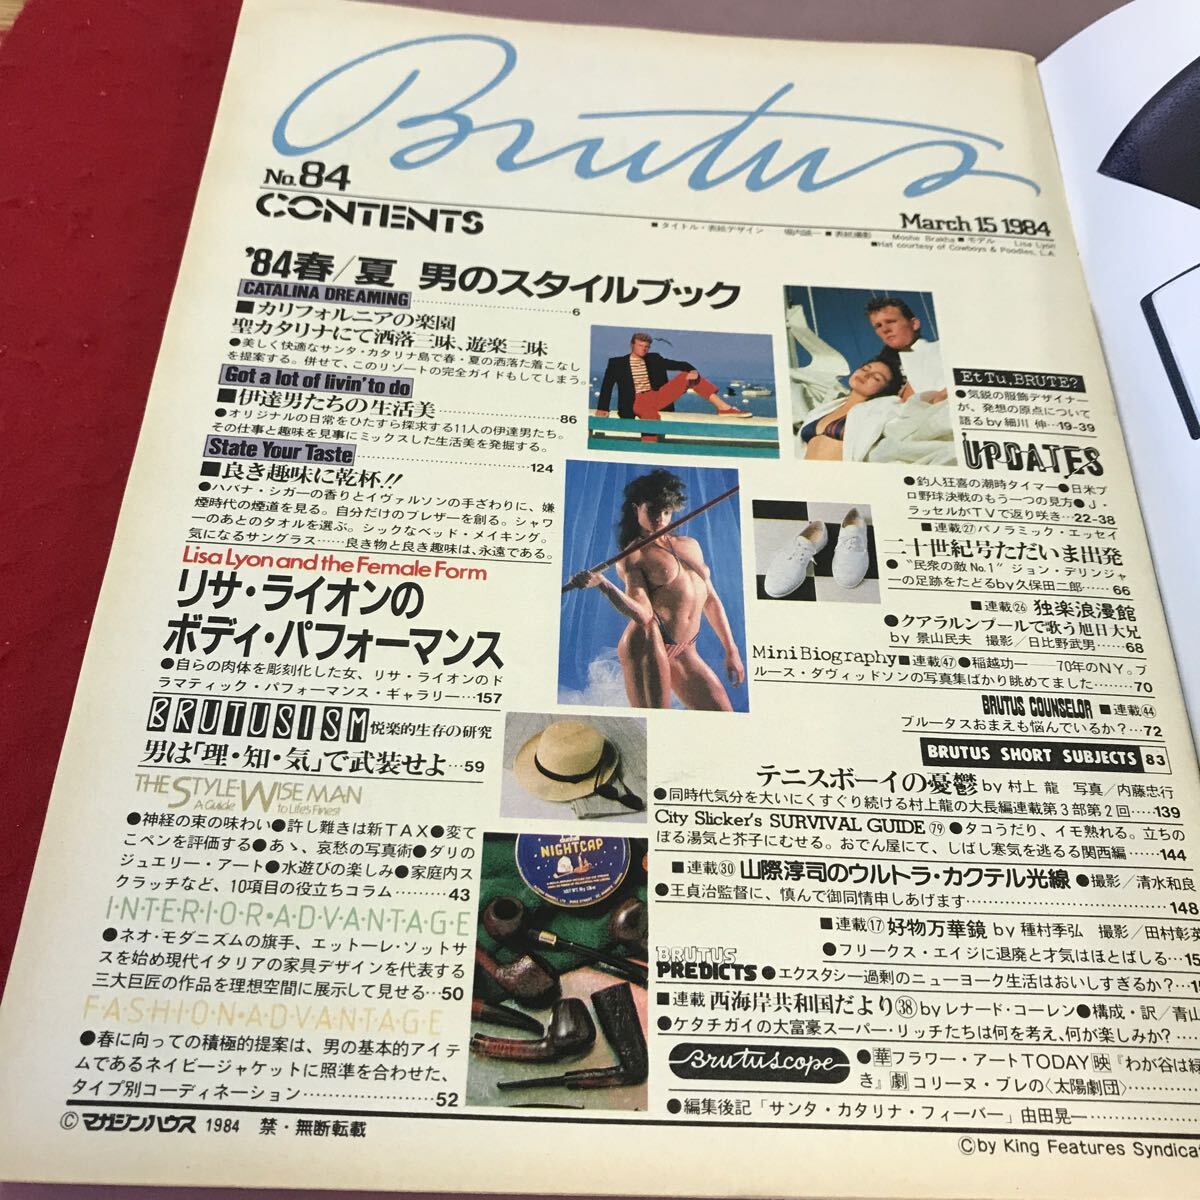 Brutus
No.84
CONTENTS
March 15 1984
■タイトル・表紙デザイン 堀内誠一■表紙撮影 Moshe Brakha■モデル Lisa Lyon
■Hat courtesy of Cowboys & Poodles, L.A.
'84春/夏 男のスタイルブック
CATALINA DREAMING
6
■カリフォルニアの楽園
聖カタリナにて洒落三昧、遊楽三昧
●美しく快適なサンタ・カタリナ島で春・夏の洒落た着こなし
を提案する。併せて、このリゾートの完全ガイドもしてしまう。
Got a lot of livin' to do
■伊達男たちの生活美 86
●オリジナルの日常をひたすら探求する11人の伊達男たち。
その仕事と趣味を見事にミックスした生活美を発掘する。
State Your Taste
124
■良き趣味に乾杯!!
●ハバナ・シガーの香りとイヴァルソンの手ざわりに、嫌
煙時代の煙道を見る。自分だけのブレザーを創る。シャワ
ーのあとのタオルを選ぶ。シックなベッド・メイキング。
気になるサングラス……良き物と良き趣味は、永遠である。
Lisa Lyon and the Female Form
リサ・ライオンの
ボディ・パフォーマンス
●自らの肉体を彫刻化した女、リサ・ライオンのド
ラマティック・パフォーマンス・ギャラリー…157
BRUTUSISM 悦楽的生存の研究
男は「理・知・気」で武装せよ…59
THE STYLE-WISE MAN
A Guide to Life's Finest
●神経の束の味わい●許し難きは新TAX●変て
こペンを評価する●あゝ、哀愁の写真術●ダリの
ジュエリー・アート●水遊びの楽しみ●家庭内ス
クラッチなど、10項目の役立ちコラム……43
INTERIOR・ADVANTAGE
●ネオ・モダニズムの旗手、エットーレ・ソットサ
スを始め現代イタリアの家具デザインを代表する
三大巨匠の作品を理想空間に展示して見せる…50
FASHION・ADVANTAGE
●春に向っての積極的提案は、男の基本的アイテ
ムであるネイビージャケットに照準を合わせた、
タイプ別コーディネーション………52
©マガジンハウス 1984 禁・無断転載
NIGHTCAP
Et Tu, BRUTE?
●気鋭の服飾デザイナー
が、発想の原点について
語るby細川 伸…19-39
UPDATES
●釣人狂喜の潮時タイマー●日米プ
ロ野球決戦のもう一つの見方●J・
ラッセルがTVで返り咲き…22-38
■連載㉗パノラミック・エッセイ
二十世紀号ただいま出発
●"民衆の敵No.1"ジョン・デリンジャ
ーの足跡をたどるby久保田二郎…66
■連載㉖ 独楽浪漫館
●クアラルンプールで歌う旭日大兄
by 景山民夫 撮影/日比野武男…68
Mini Biography■連載㊼●稲越功一――70年のNY。ブ
ルース・ダヴィッドソンの写真集ばかり眺めてました……70
BRUTUS COUNSELOR ■連載㊹
ブルータスおまえも悩んでいるか?…72
BRUTUS SHORT SUBJECTS 83
テニスボーイの憂鬱 by 村上 龍 写真/内藤忠行
●同時代気分を大いにくすぐり続ける村上龍の大長編連載第3部第2回…139
City Slicker's SURVIVAL GUIDE ㊆⑨ ●タコうだり、イモ熟れる。立ちの
ぼる湯気と芥子にむせる。おでん屋にて、しばし寒気を逃るる関西編……144
■連載㉚ 山際淳司のウルトラ・カクテル光線 ●撮影/清水和良
●王貞治監督に、慎んで御同情申しあげます…148
■連載⑰ 好物万華鏡 by 種村季弘 撮影/田村彰英
●フリークス・エイジに退廃と才気はほとばしる…15
BRUTUS PREDICTS ●エクスタシー過剰のニューヨーク生活はおいしすぎるか?…
■連載 西海岸共和国だより㊳ byレナード・コーレン●構成・訳/青山
●ケタチガイの大富豪スーパー・リッチたちは何を考え、何が楽しみか?…
Brutuscope ●華フラワー・アートTODAY 映『わが谷は緑
き』劇 コリーヌ・ブレの〈太陽劇団〉
●編集後記「サンタ・カタリナ・フィーバー」由田晃一
©by King Features Syndicat